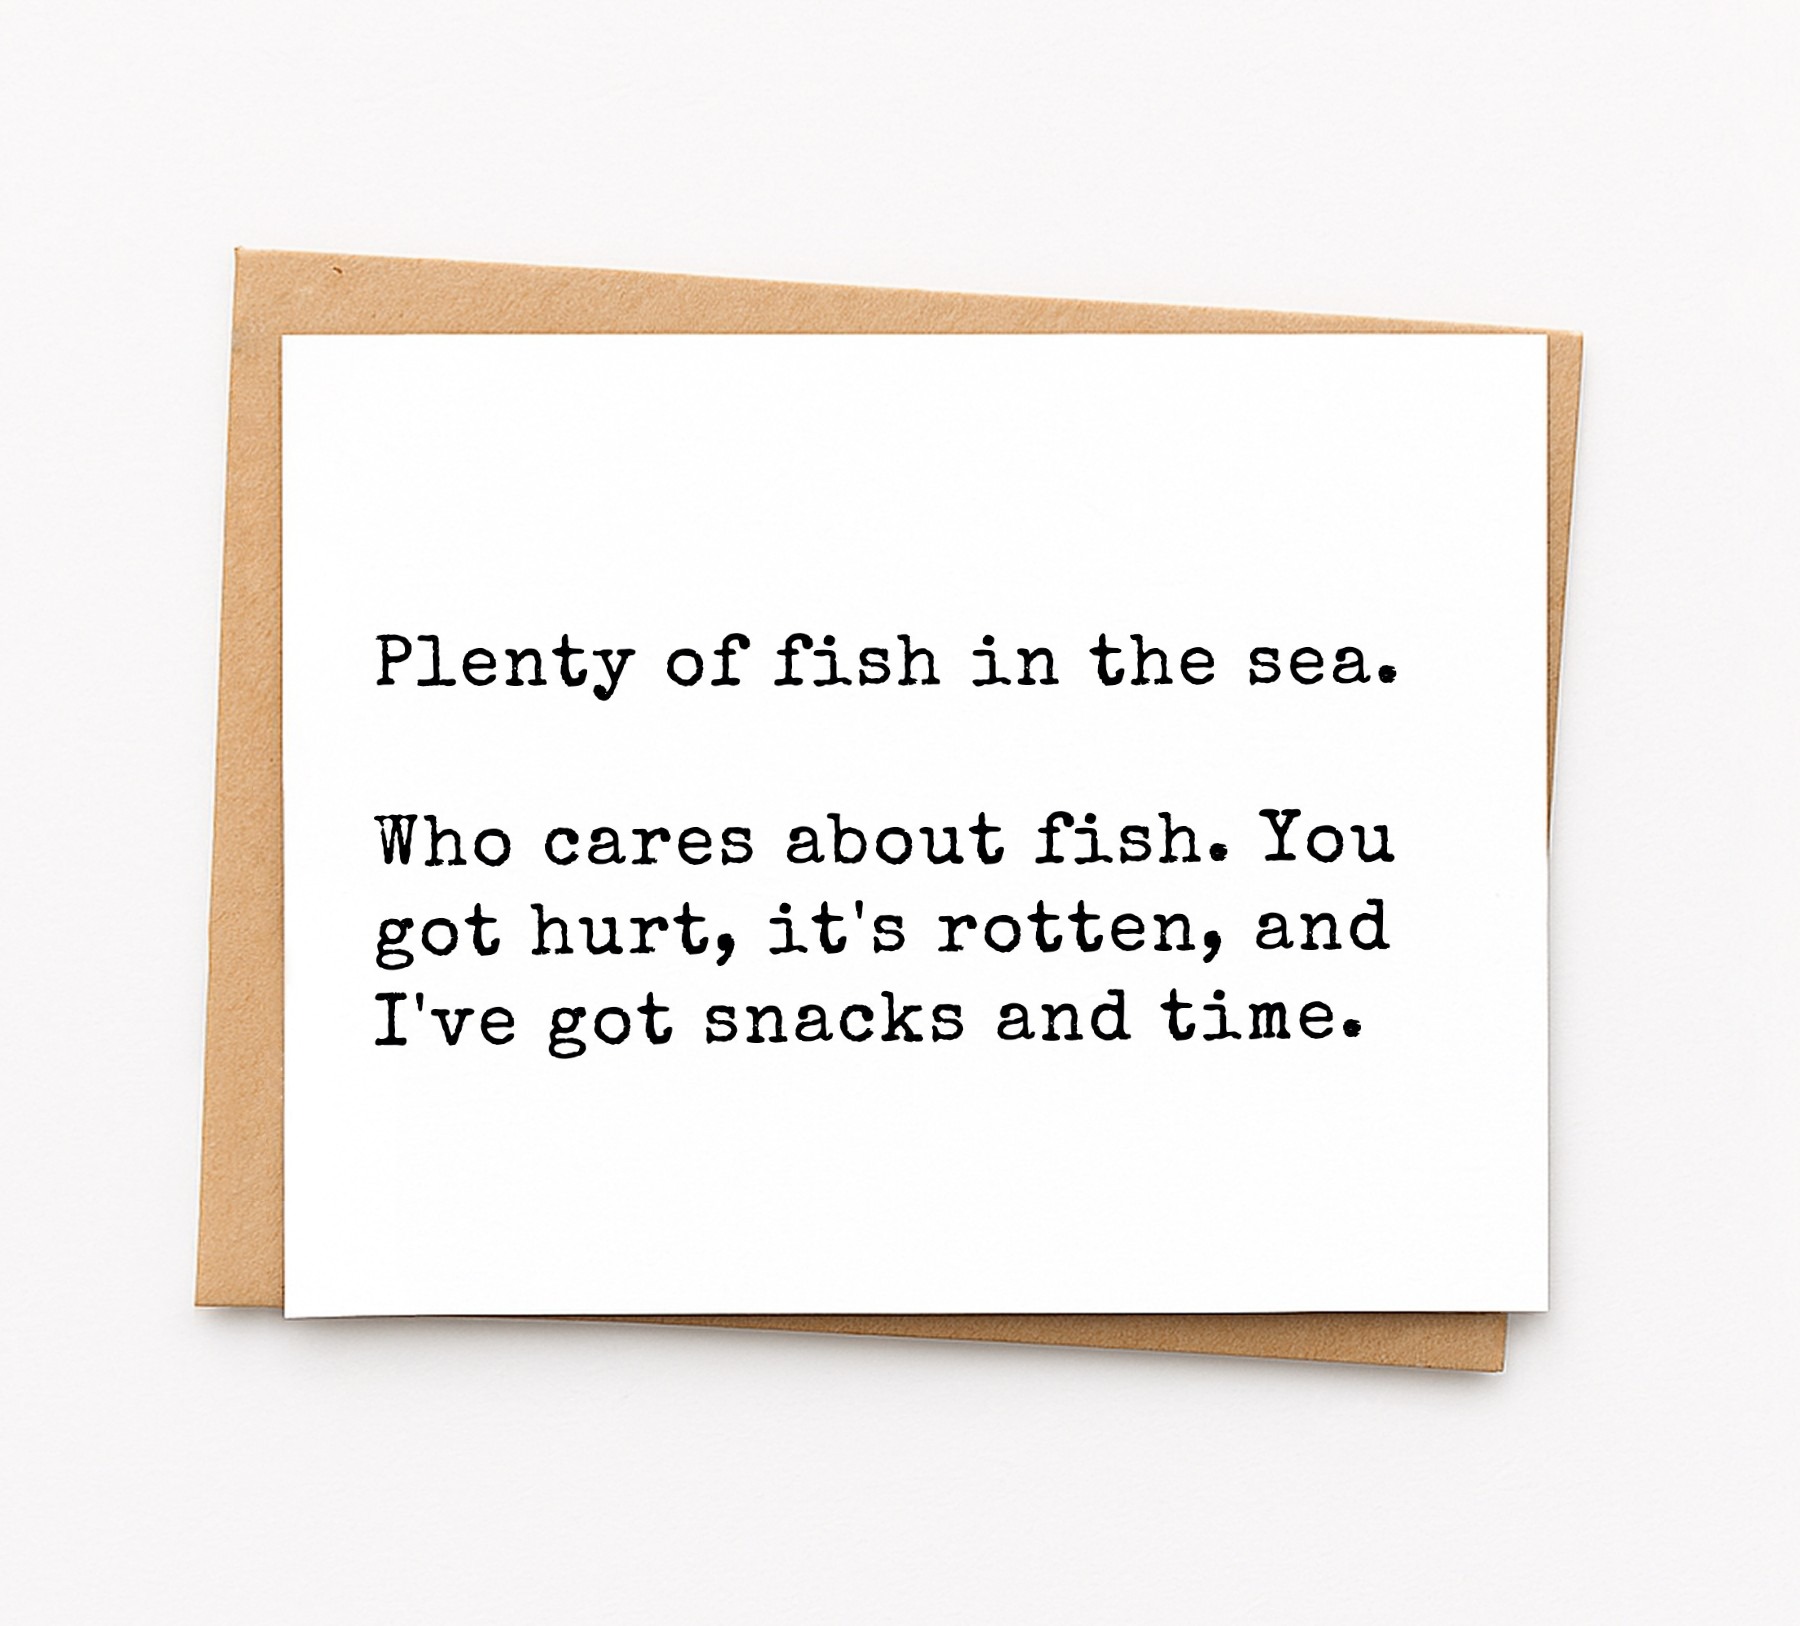 Plenty of fish in the sea.
Who cares about fish. You
got hurt, it's rotten, and
I've got snacks and time.